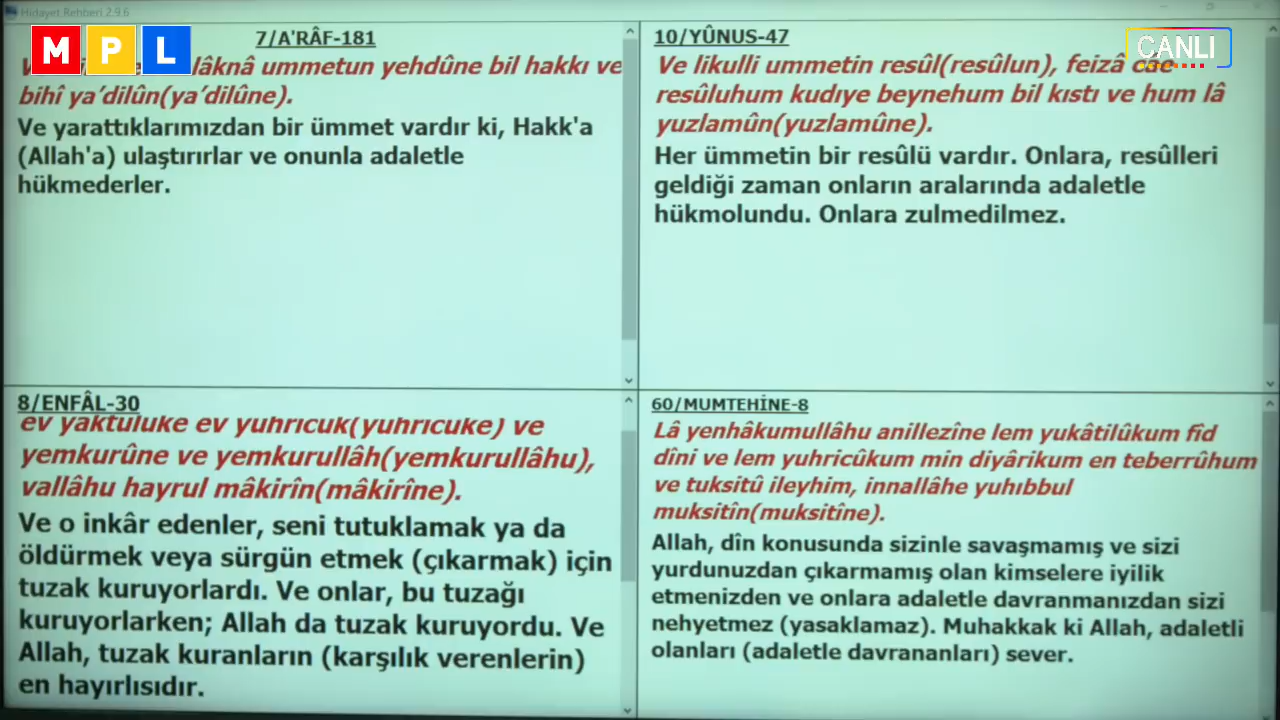 Hidayet Rehberi 2.9.6
MPL
CANLI
7/A'RÂF-181
lâknâ ummetun yehdûne bil hakkı ve
bihî ya’dilûn(ya’dilûne).
Ve yarattıklarımızdan bir ümmet vardır ki, Hakk'a
(Allah'a) ulaştırırlar ve onunla adaletle
hükmederler.
10/YÛNUS-47
Ve likulli ummetin resûl(resûlun), feizâ câe
resûluhum kudıye beynehum bil kıstı ve hum lâ
yuzlamûn(yuzlamûne).
Her ümmetin bir resûlü vardır. Onlara, resûlleri
geldiği zaman onların aralarında adaletle
hükmolundu. Onlara zulmedilmez.
8/ENFÂL-30
ev yaktulûke ev yuhrıcuk(yuhrıcuke) ve
yemkurûne ve yemkurullâh(yemkurullâhu),
vallâhu hayrul mâkirîn(mâkirîne).
Ve o inkâr edenler, seni tutuklamak ya da
öldürmek veya sürgün etmek (çıkarmak) için
tuzak kuruyorlardı. Ve onlar, bu tuzağı
kuruyorlarken; Allah da tuzak kuruyordu. Ve
Allah, tuzak kuranların (karşılık verenlerin)
en hayırlısıdır.
60/MUMTEHİNE-8
Lâ yenhâkumullâhu anillezîne lem yukâtilûkum fîd
dîni ve lem yuhricûkum min diyârikum en teberrûhum
ve tuksitû ileyhim, innallâhe yuhıbbul
muksitîn(muksitîne).
Allah, dîn konusunda sizinle savaşmamış ve sizi
yurdunuzdan çıkarmamış olan kimselere iyilik
etmenizden ve onlara adaletle davranmanızdan sizi
nehyetmez (yasaklamaz). Muhakkak ki Allah, adaletli
olanları (adaletle davrananları) sever.